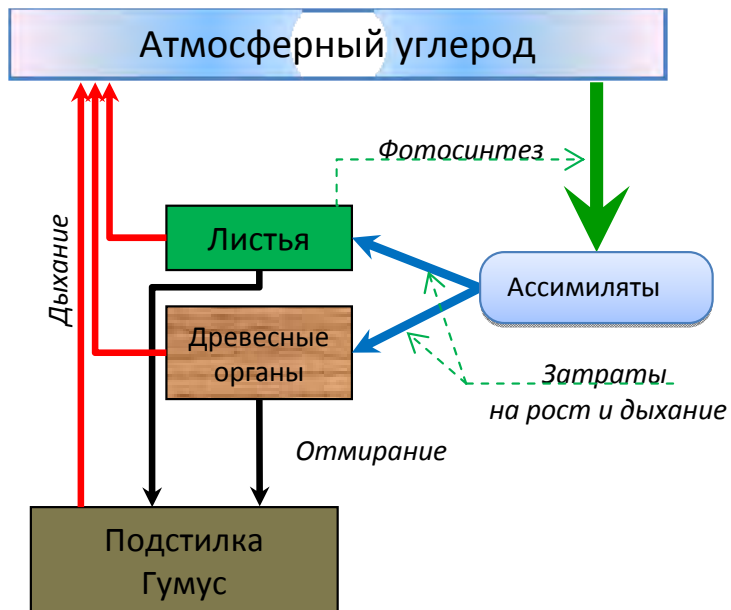 Атмосферный углерод
Фотосинтез
Дыхание
Листья
Ассимиляты
Древесные
органы
Затраты
на рост и дыхание
Отмирание
Подстилка
Гумус